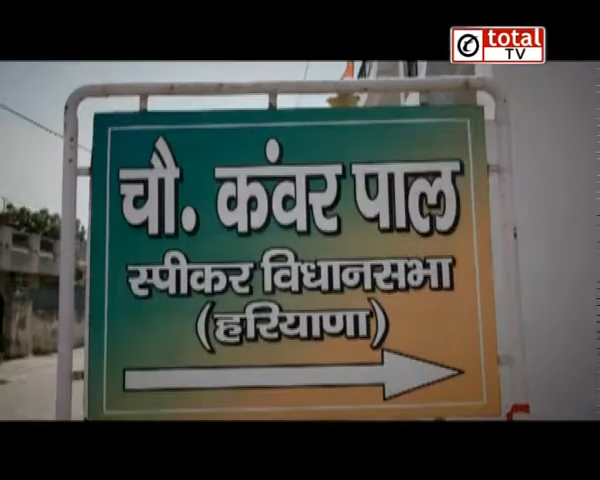 total
TV
चौ. कंवर पाल
स्पीकर विधानसभा
(हरियाणा)